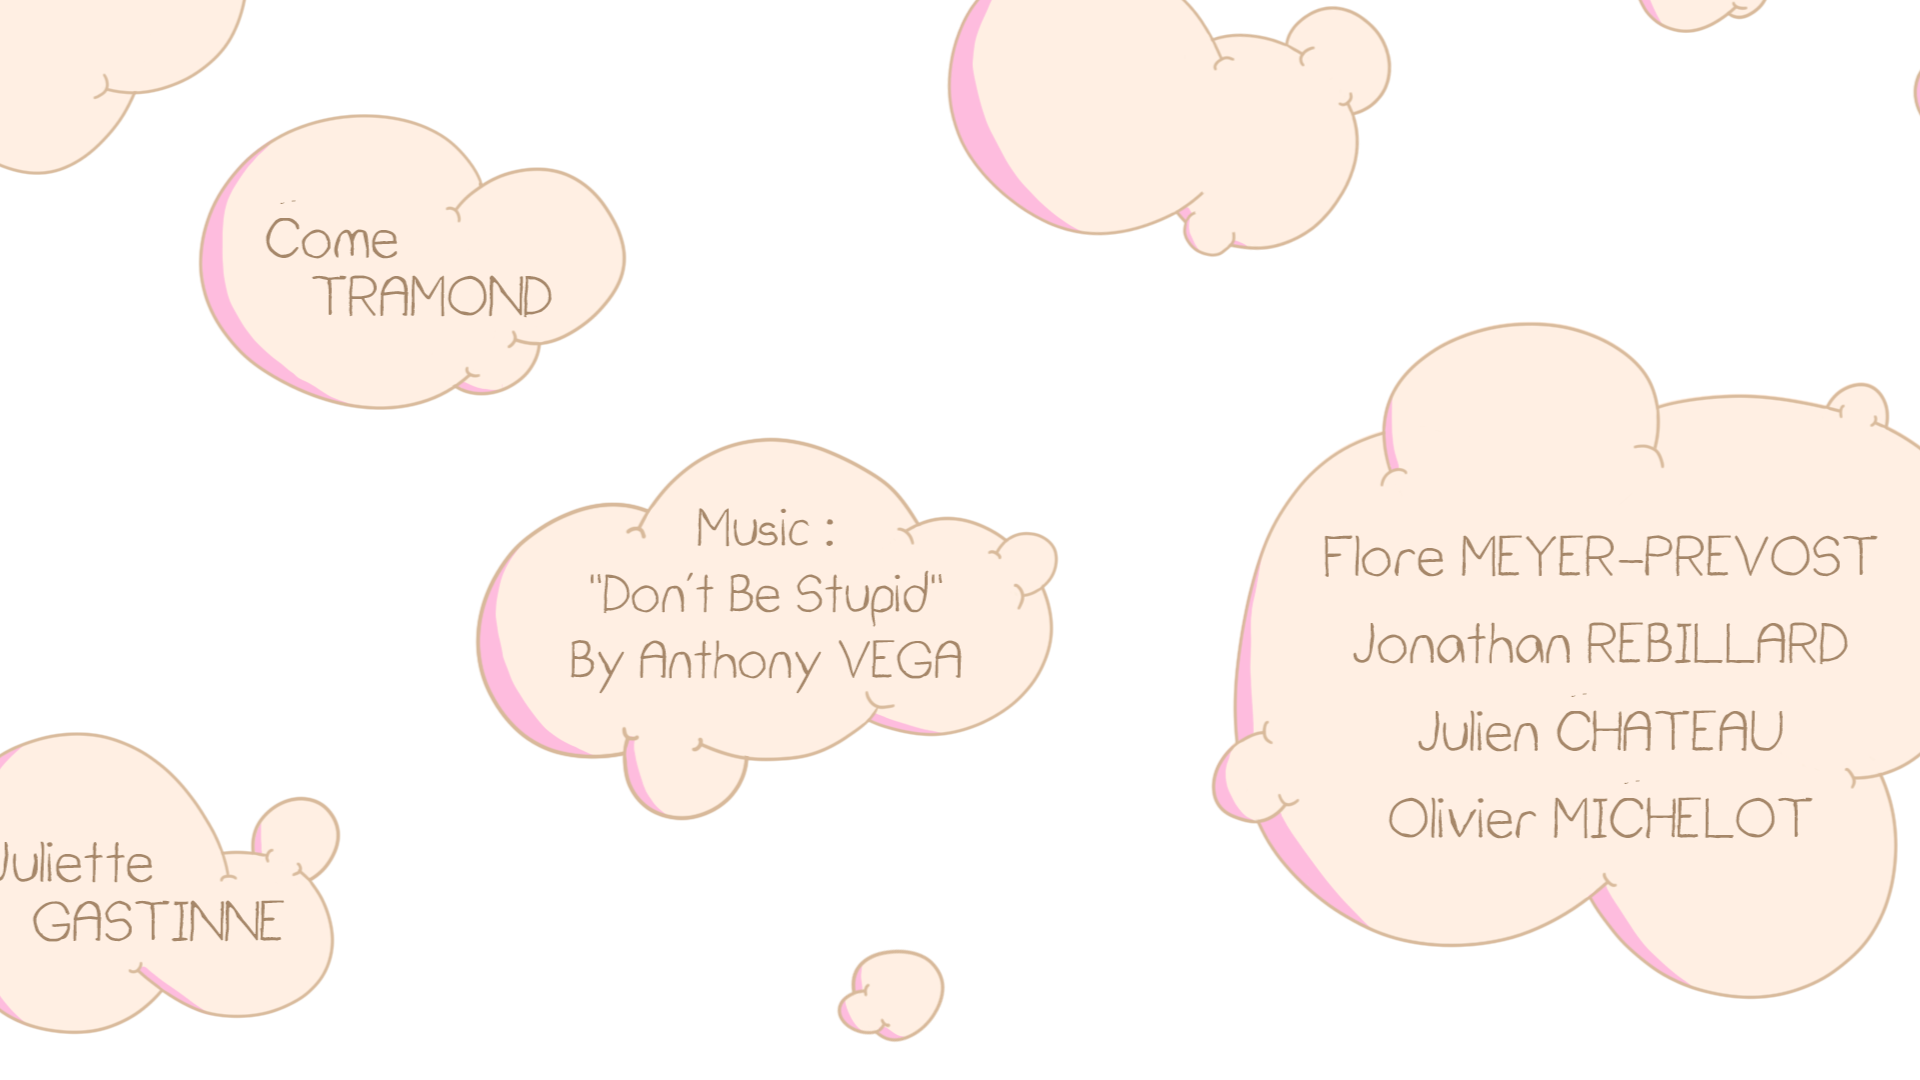 Come
TRAMOND
Music :
"Don't Be Stupid"
By Anthony VEGA
Flore MEYER-PREVOST
Jonathan REBILLARD
Julien CHATEAU
Olivier MICHELOT
Juliette
GASTINNE